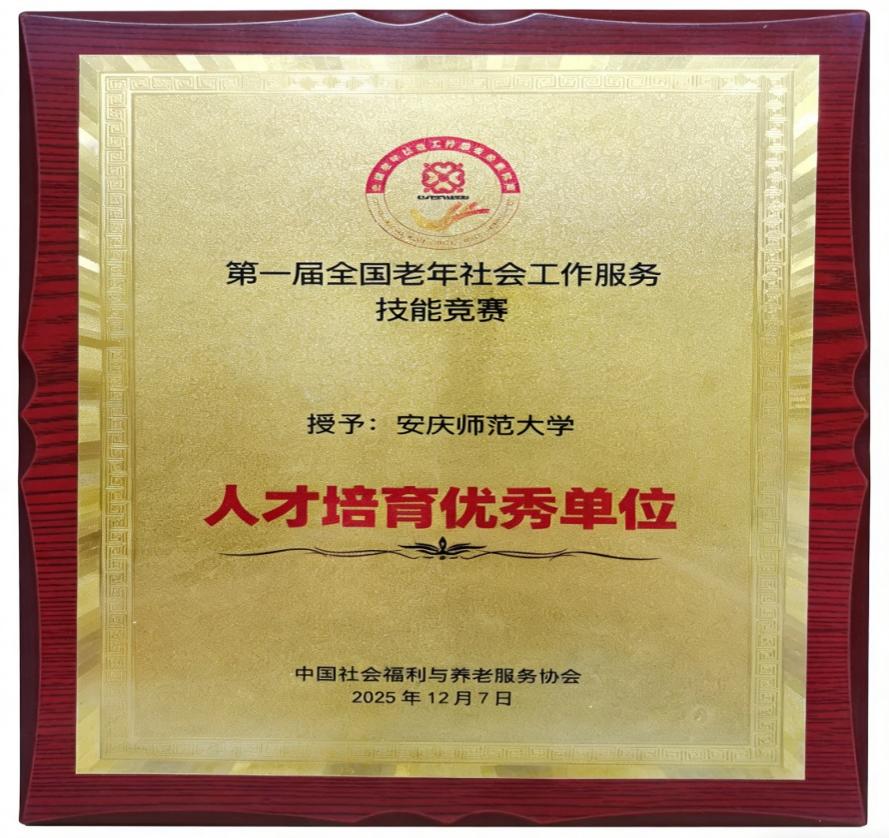 第一届全国老年社会工作服务
技能竞赛
授予：安庆师范大学
人才培育优秀单位
中国社会福利与养老服务协会
2025年12月7日